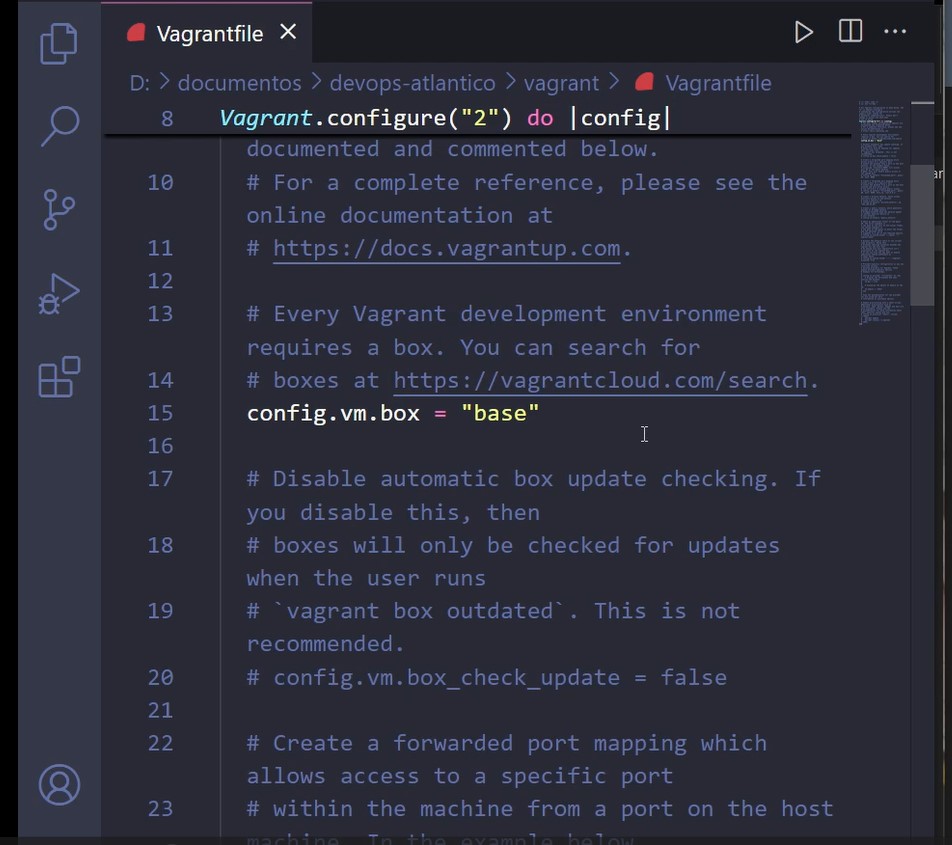 Vagrantfile
D: > documentos > devops-atlantico > vagrant > Vagrantfile
8 Vagrant.configure("2") do |config|
documented and commented below.
10 # For a complete reference, please see the
online documentation at
11 # https://docs.vagrantup.com.
12
13 # Every Vagrant development environment
requires a box. You can search for
14 # boxes at https://vagrantcloud.com/search.
15 config.vm.box = "base"
16
17 # Disable automatic box update checking. If
you disable this, then
18 # boxes will only be checked for updates
when the user runs
19 # `vagrant box outdated`. This is not
recommended.
20 # config.vm.box_check_update = false
21
22 # Create a forwarded port mapping which
allows access to a specific port
23 # within the machine from a port on the host
machine. In the example below